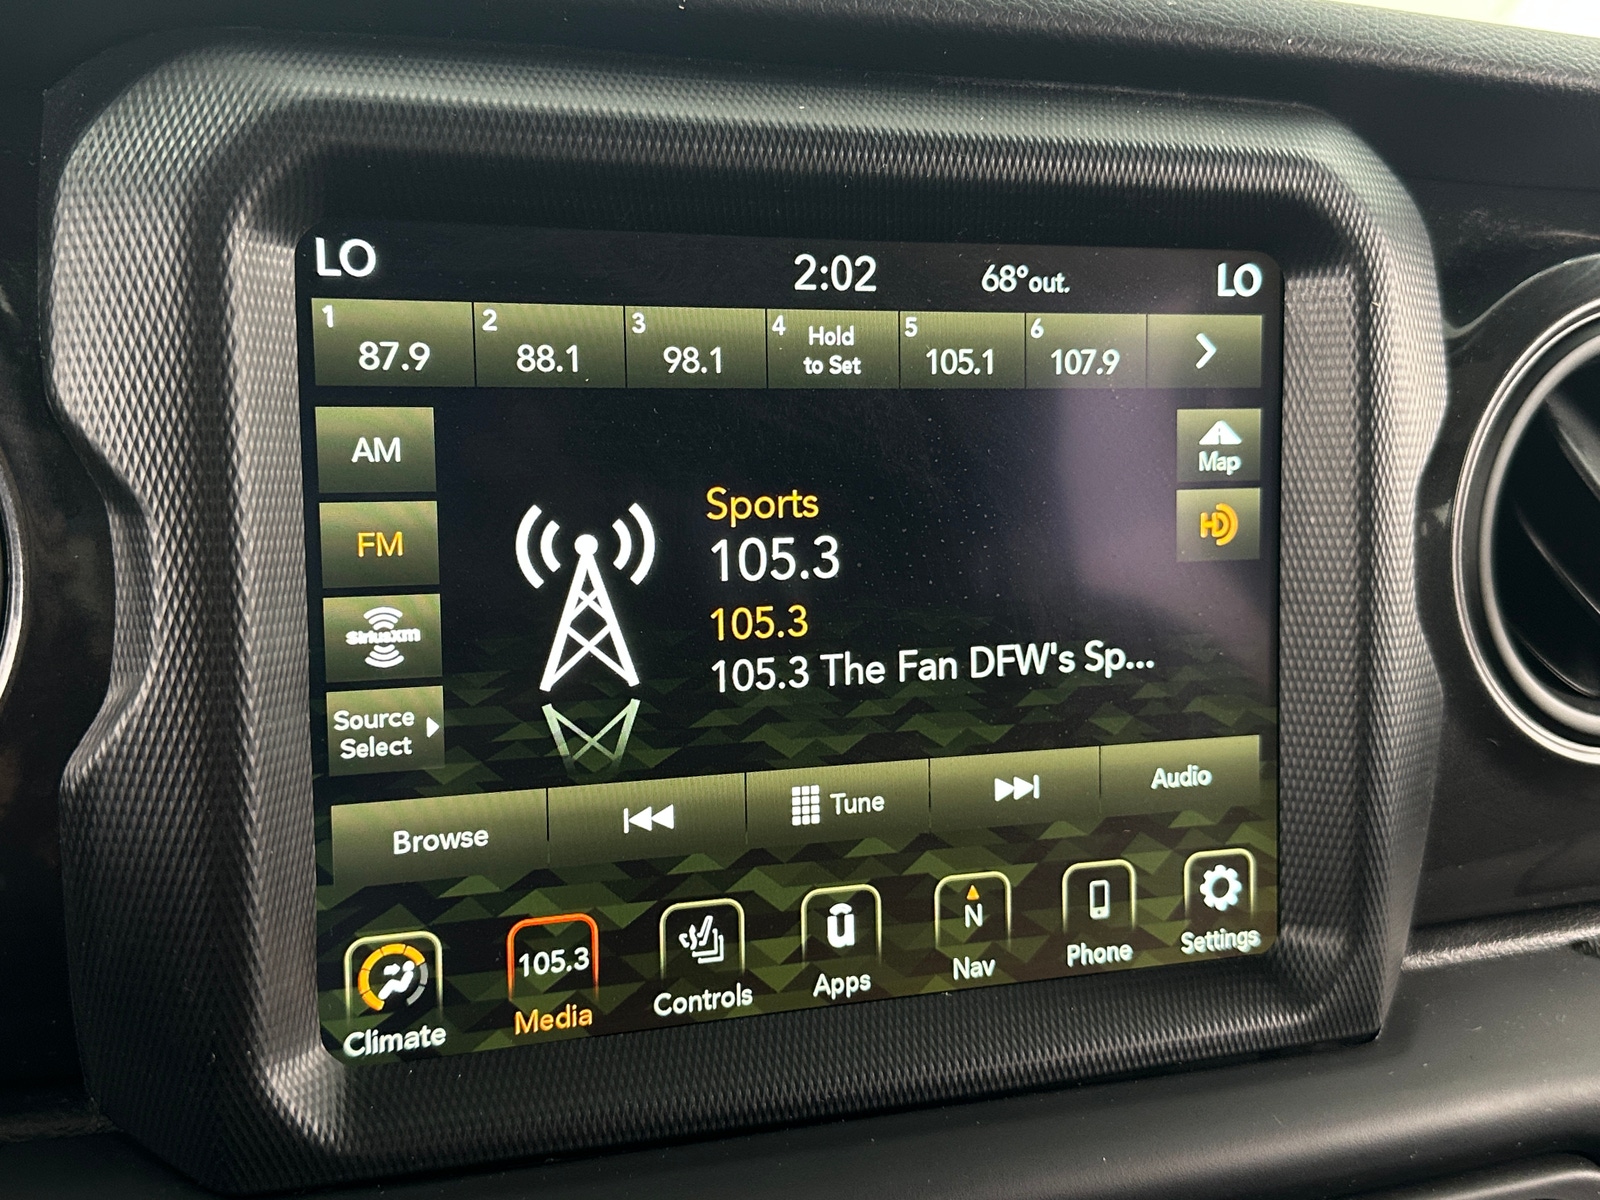 LO 2:02 68°out. LO
1 87.9
2 88.1
3 98.1
4 Hold to Set
5 105.1
6 107.9
AM
FM
SiriusXM
Source
Select
Sports
105.3
105.3
105.3 The Fan DFW's Sp...
Map
HD
Browse
Tune
Audio
Climate
105.3
Media
Controls
ū
Apps
N
Nav
Phone
Settings